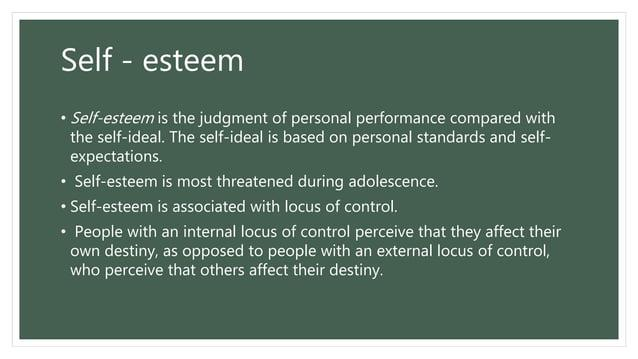 Self - esteem
• Self-esteem is the judgment of personal performance compared with
the self-ideal. The self-ideal is based on personal standards and self-
expectations.
• Self-esteem is most threatened during adolescence.
• Self-esteem is associated with locus of control.
• People with an internal locus of control perceive that they affect their
own destiny, as opposed to people with an external locus of control,
who perceive that others affect their destiny.